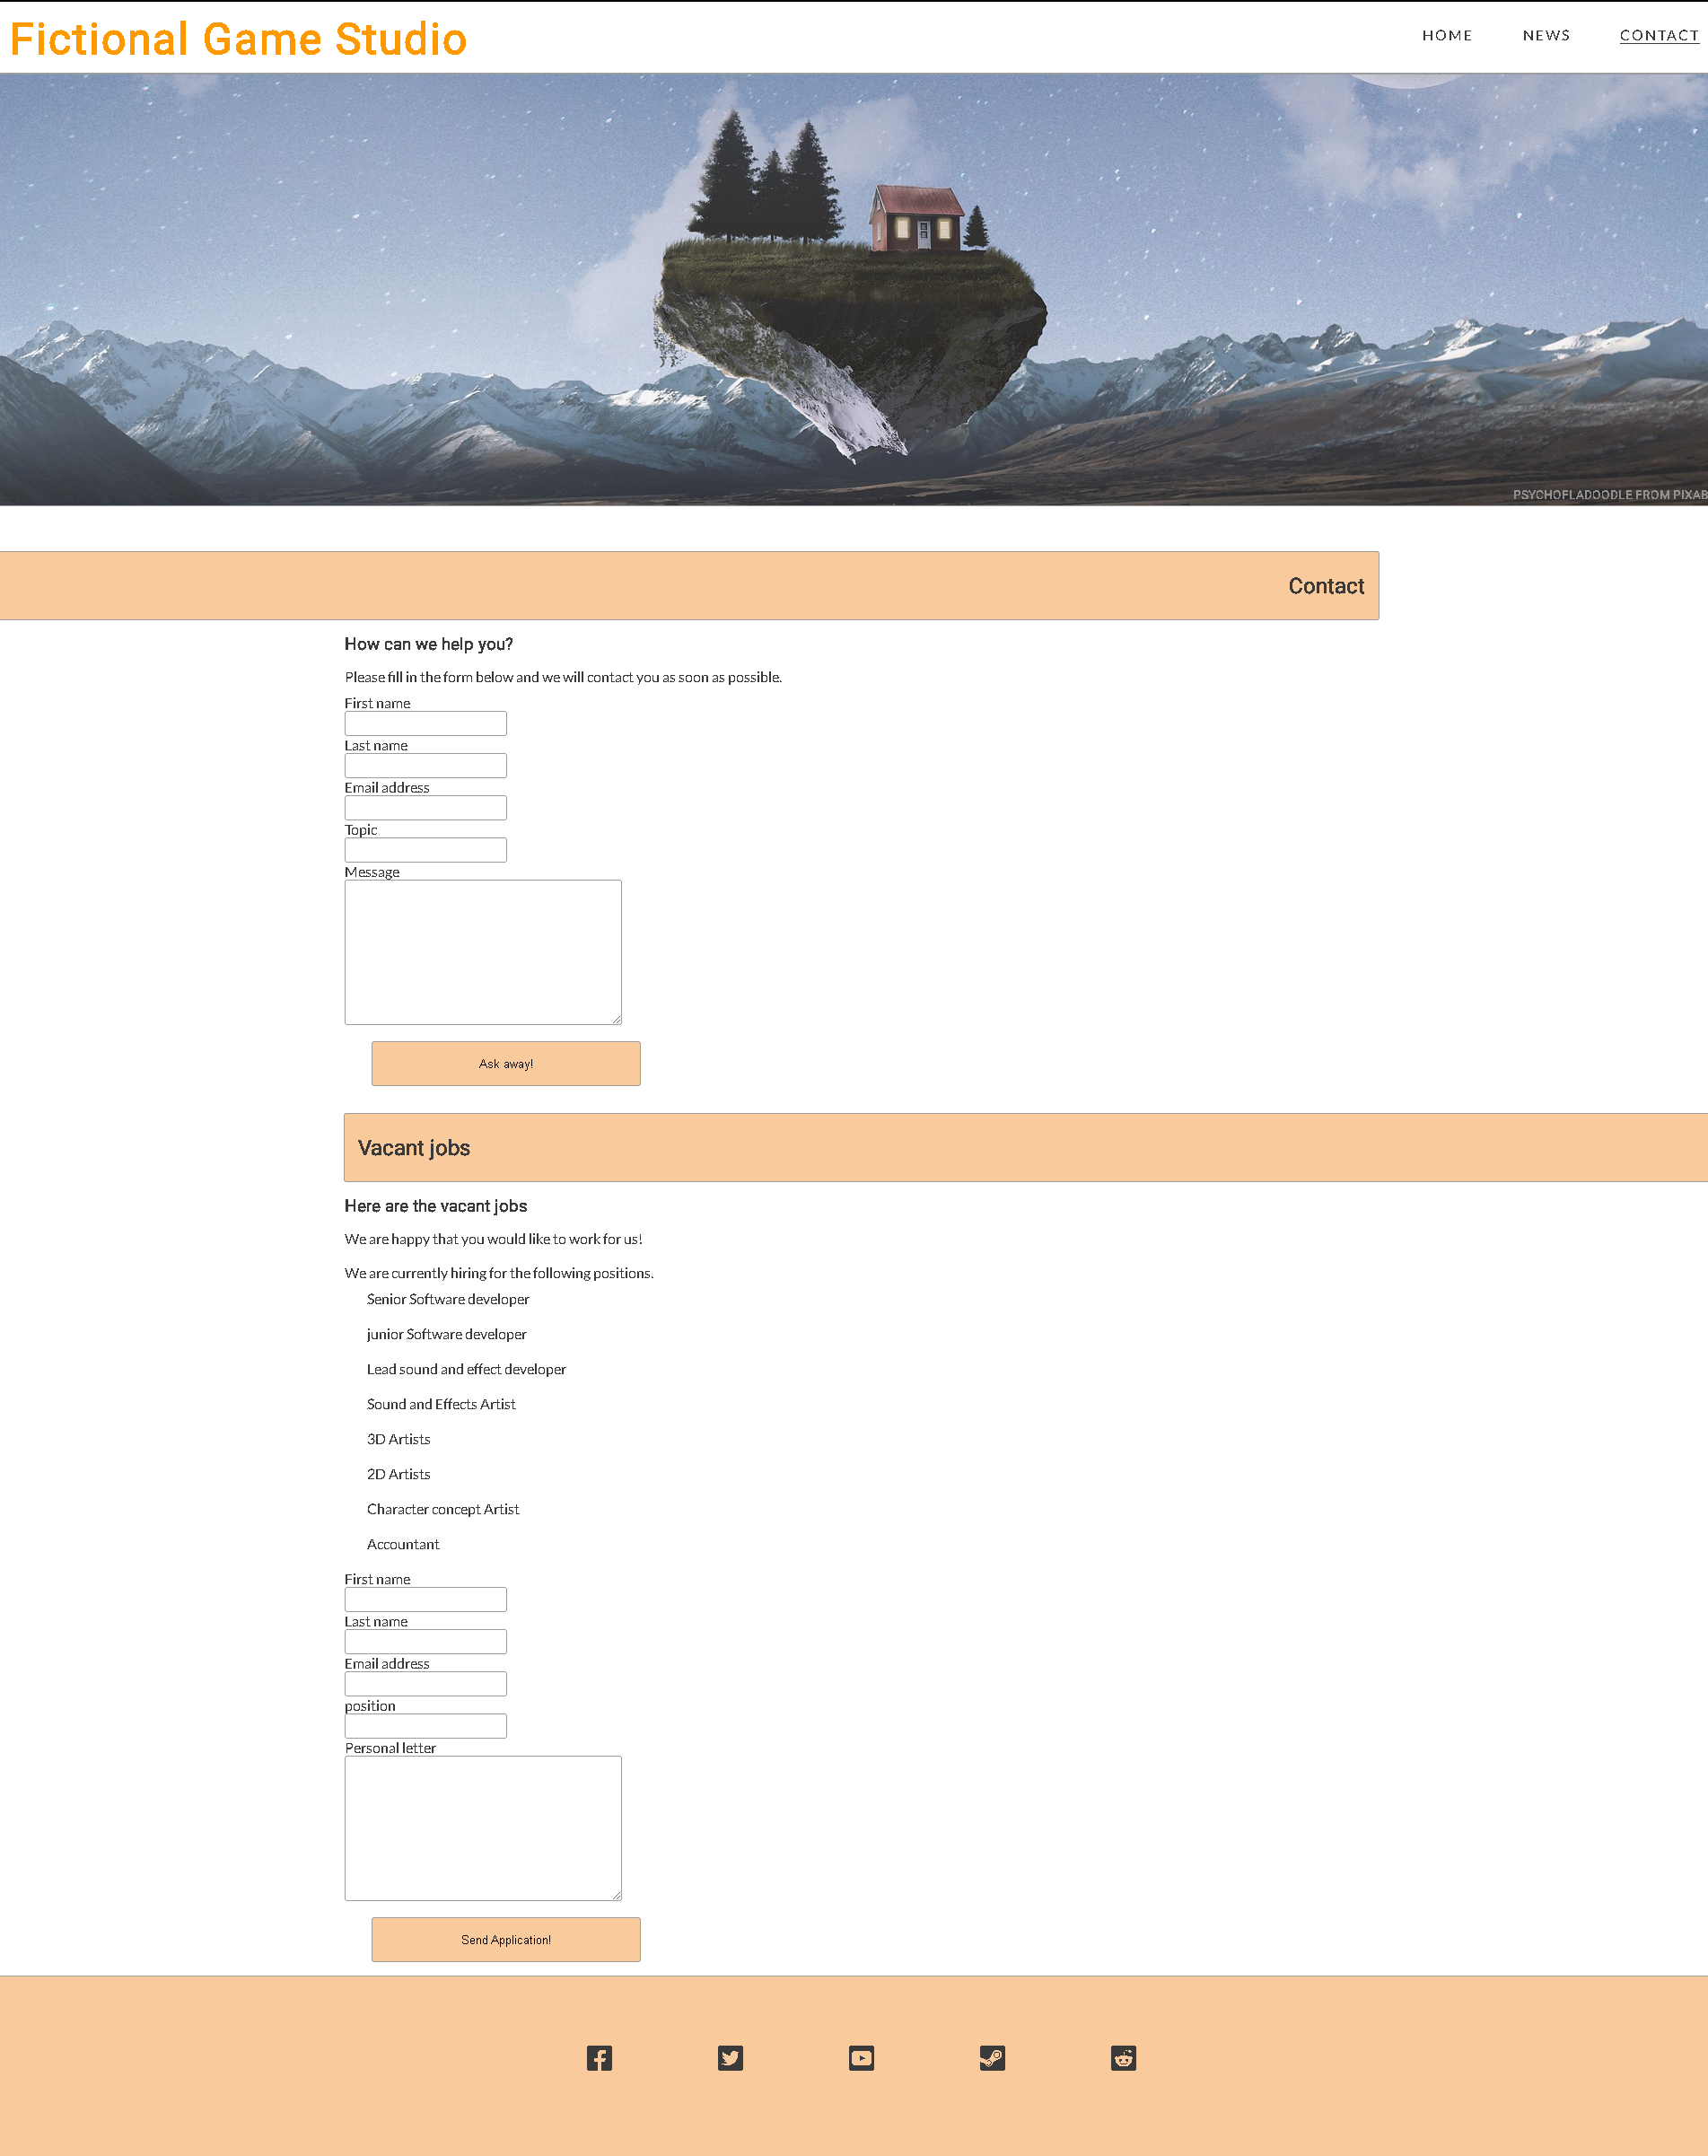 Fictional Game Studio
HOME NEWS CONTACT
PSYCHOFLADOODLE FROM PIXAB
Contact
How can we help you?
Please fill in the form below and we will contact you as soon as possible.
First name
Last name
Email address
Topic
Message
Ask away!
Vacant jobs
Here are the vacant jobs
We are happy that you would like to work for us!
We are currently hiring for the following positions.
Senior Software developer
junior Software developer
Lead sound and effect developer
Sound and Effects Artist
3D Artists
2D Artists
Character concept Artist
Accountant
First name
Last name
Email address
position
Personal letter
Send Application!